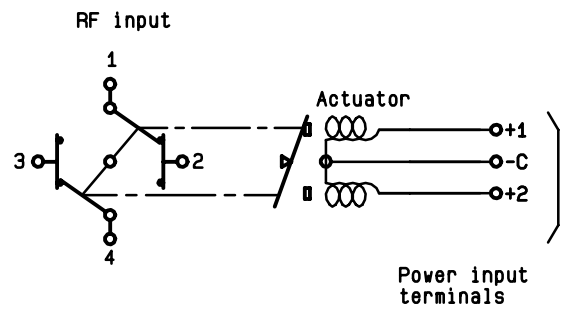 RF input
1
Actuator
+1
3
2
-C
+2
4
Power input
terminals